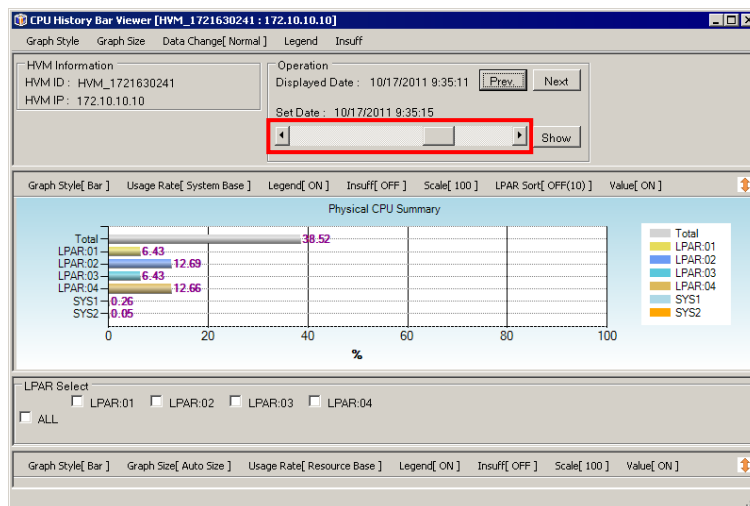 CPU History Bar Viewer [HVM_1721630241 : 172.10.10.10]
Graph Style Graph Size Data Change[ Normal ] Legend Insuff
HVM Information
HVM ID : HVM_1721630241
HVM IP : 172.10.10.10
Operation
Displayed Date : 10/17/2011 9:35:11 Prev. Next
Set Date : 10/17/2011 9:35:15
Show
Graph Style[ Bar ] Usage Rate[ System Base ] Legend[ ON ] Insuff[ OFF ] Scale[ 100 ] LPAR Sort[ OFF(10) ] Value[ ON ]
Physical CPU Summary
Total 38.52
LPAR:01 6.43
LPAR:02 12.69
LPAR:03 6.43
LPAR:04 12.66
SYS1 0.26
SYS2 0.05
0 20 40 60 80 100
%
Total
LPAR:01
LPAR:02
LPAR:03
LPAR:04
SYS1
SYS2
LPAR Select
LPAR:01 LPAR:02 LPAR:03 LPAR:04
ALL
Graph Style[ Bar ] Graph Size[ Auto Size ] Usage Rate[ Resource Base ] Legend[ ON ] Insuff[ OFF ] Scale[ 100 ] Value[ ON ]